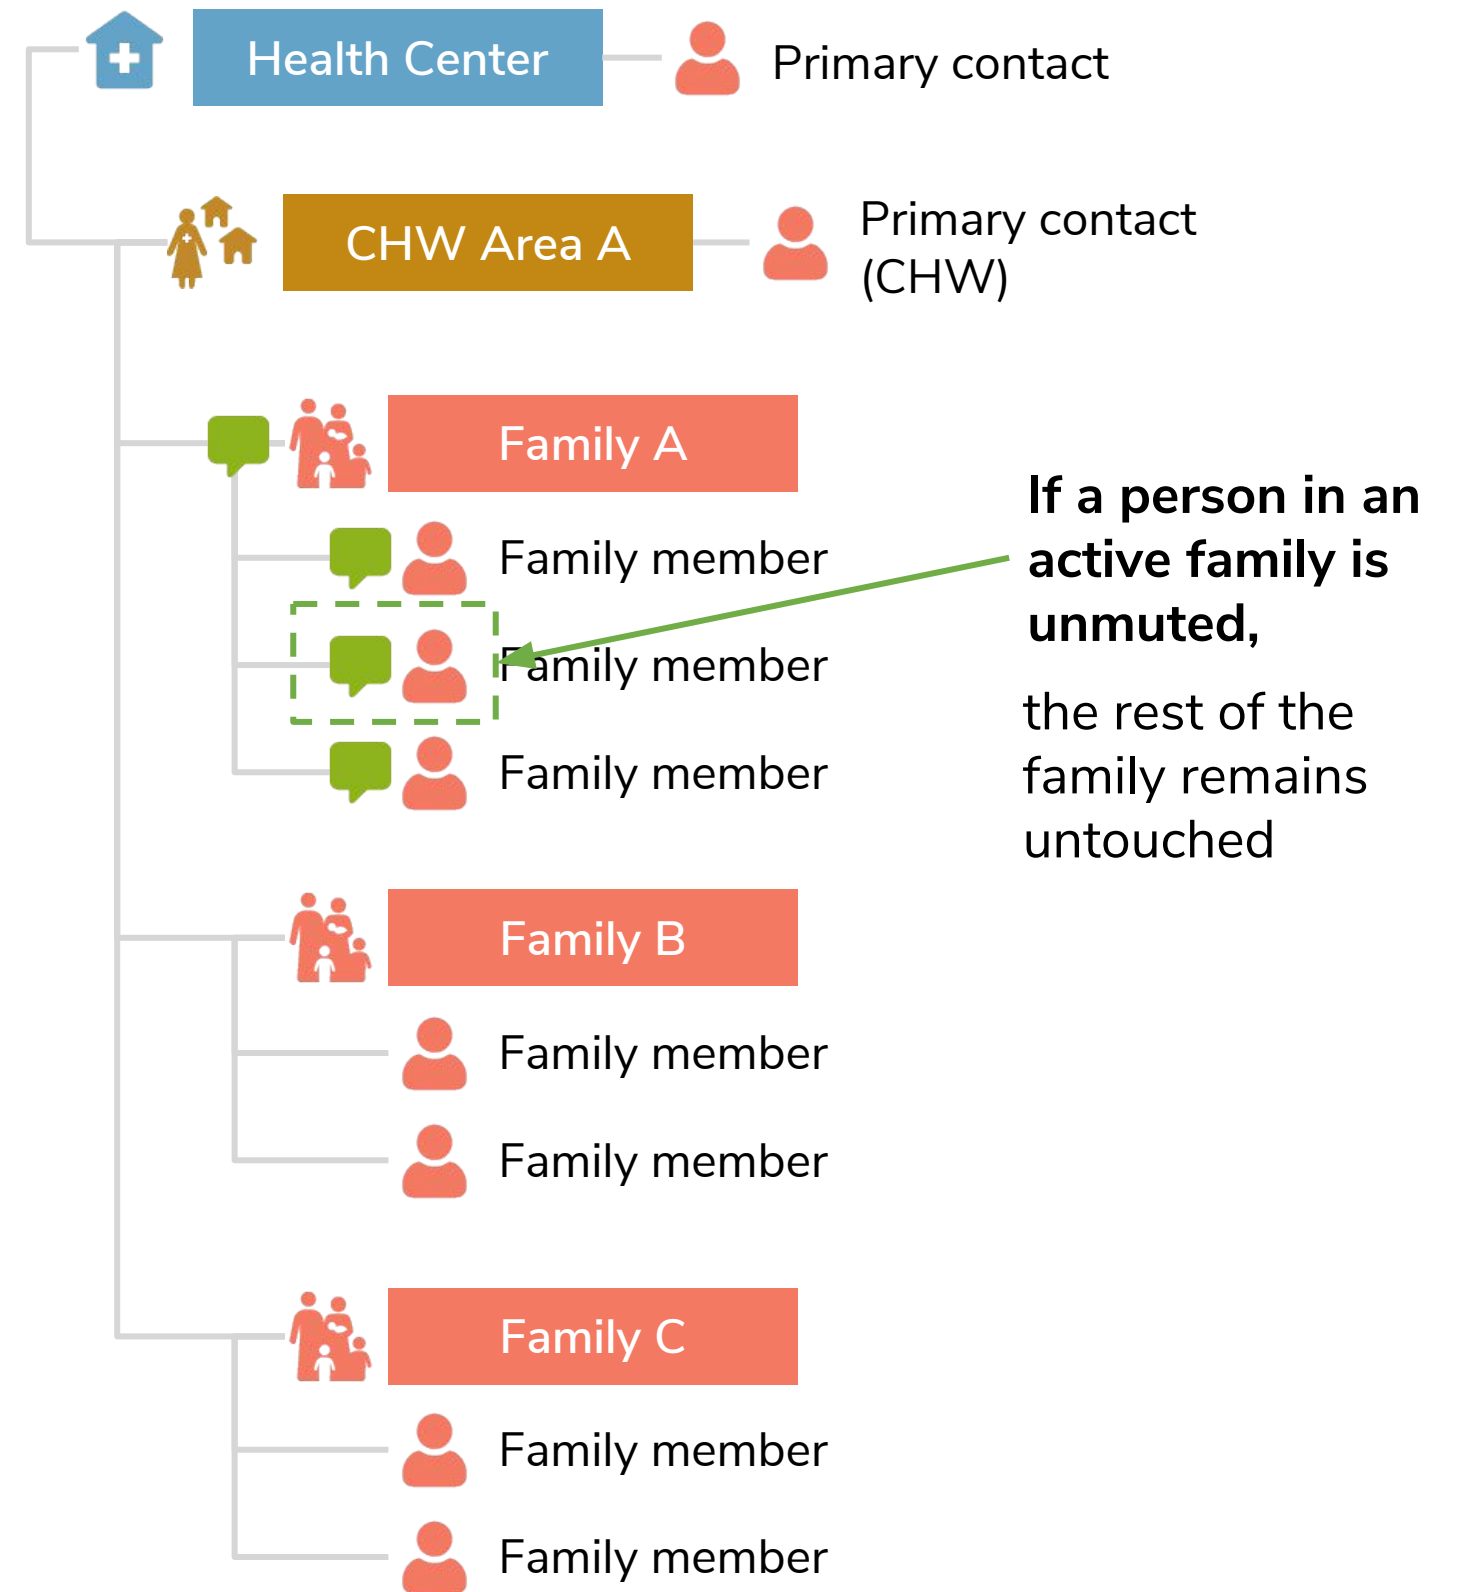 Health Center
Primary contact
CHW Area A
Primary contact
(CHW)
Family A
Family member
Family member
Family member
If a person in an
active family is
unmuted,
the rest of the
family remains
untouched
Family B
Family member
Family member
Family C
Family member
Family member